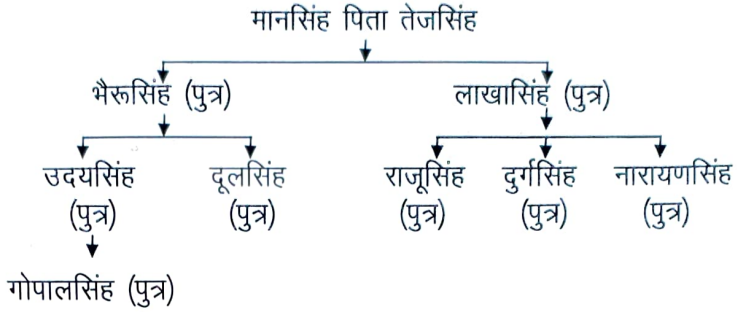 मानसिंह पिता तेजसिंह
भैरूसिंह (पुत्र) लाखासिंह (पुत्र)
उदयसिंह दूलसिंह राजूसिंह दुर्गसिंह नारायणसिंह
(पुत्र) (पुत्र) (पुत्र) (पुत्र) (पुत्र)
गोपालसिंह (पुत्र)